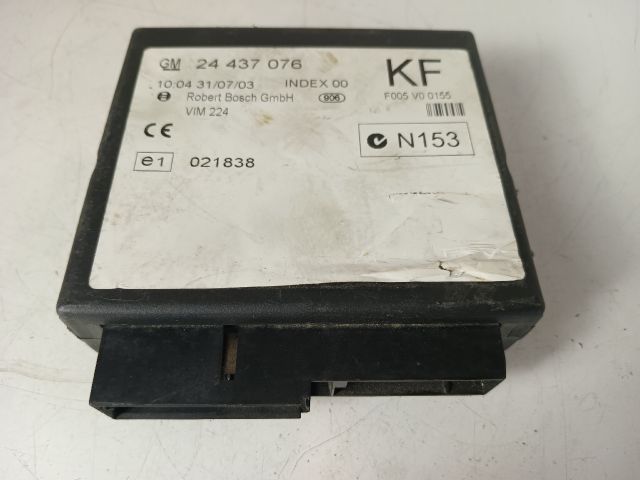 GM 24 437 076 KF
10:04 31/07/03 INDEX 00 F005 V0 0155
Robert Bosch GmbH 906
VIM 224
CE N153
e1 021838